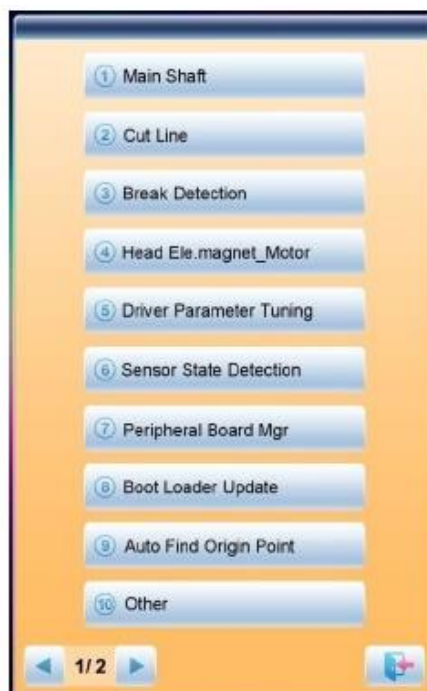 1 Main Shaft
2 Cut Line
3 Break Detection
4 Head Ele.magnet_Motor
5 Driver Parameter Tuning
6 Sensor State Detection
7 Peripheral Board Mgr
8 Boot Loader Update
9 Auto Find Origin Point
10 Other
1/2